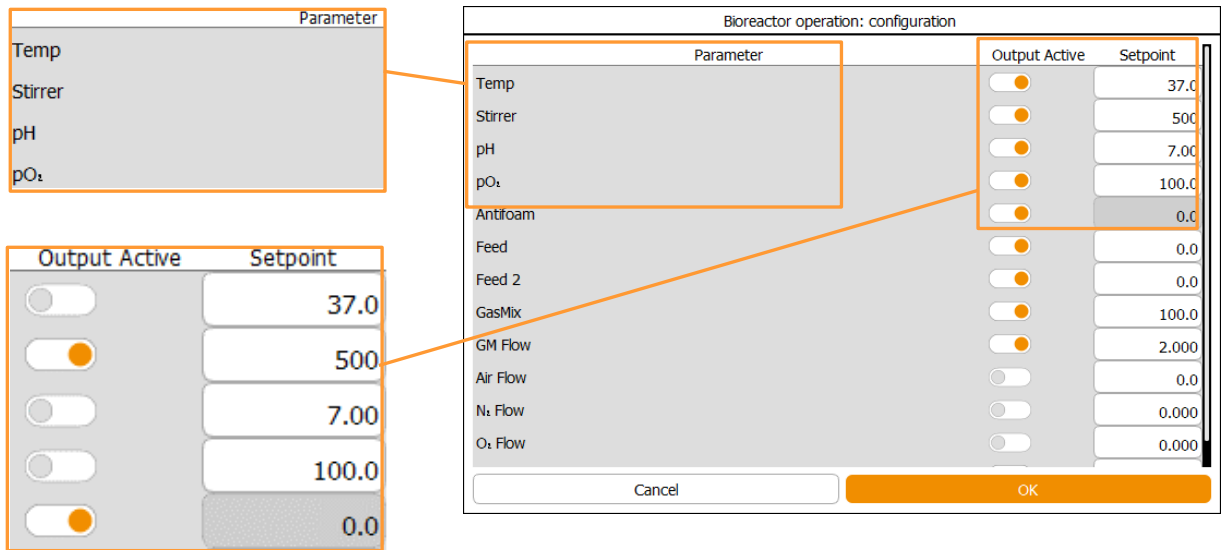 Parameter
Temp
Stirrer
pH
pO₂
Output Active Setpoint
37.0
500
7.00
100.0
0.0
Bioreactor operation: configuration
Parameter Output Active Setpoint
Temp 37.0
Stirrer 500
pH 7.00
pO₂ 100.0
Antifoam 0.0
Feed 0.0
Feed 2 0.0
GasMix 100.0
GM Flow 2.000
Air Flow 0.0
N₂ Flow 0.000
O₂ Flow 0.000
Cancel OK